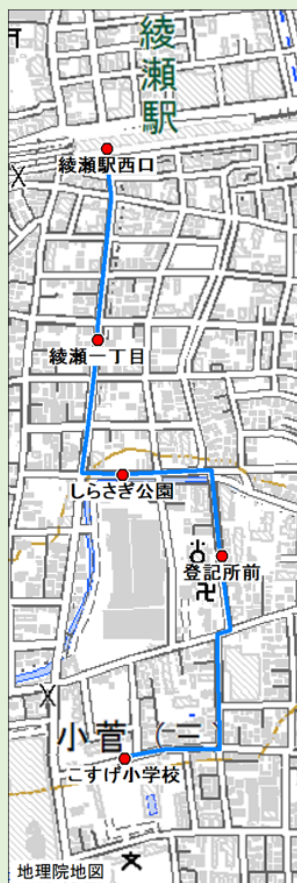 綾瀬駅
綾瀬駅西口
綾瀬一丁目
しらさぎ公園
登記所前
小菅(三)
こすげ小学校
地理院地図